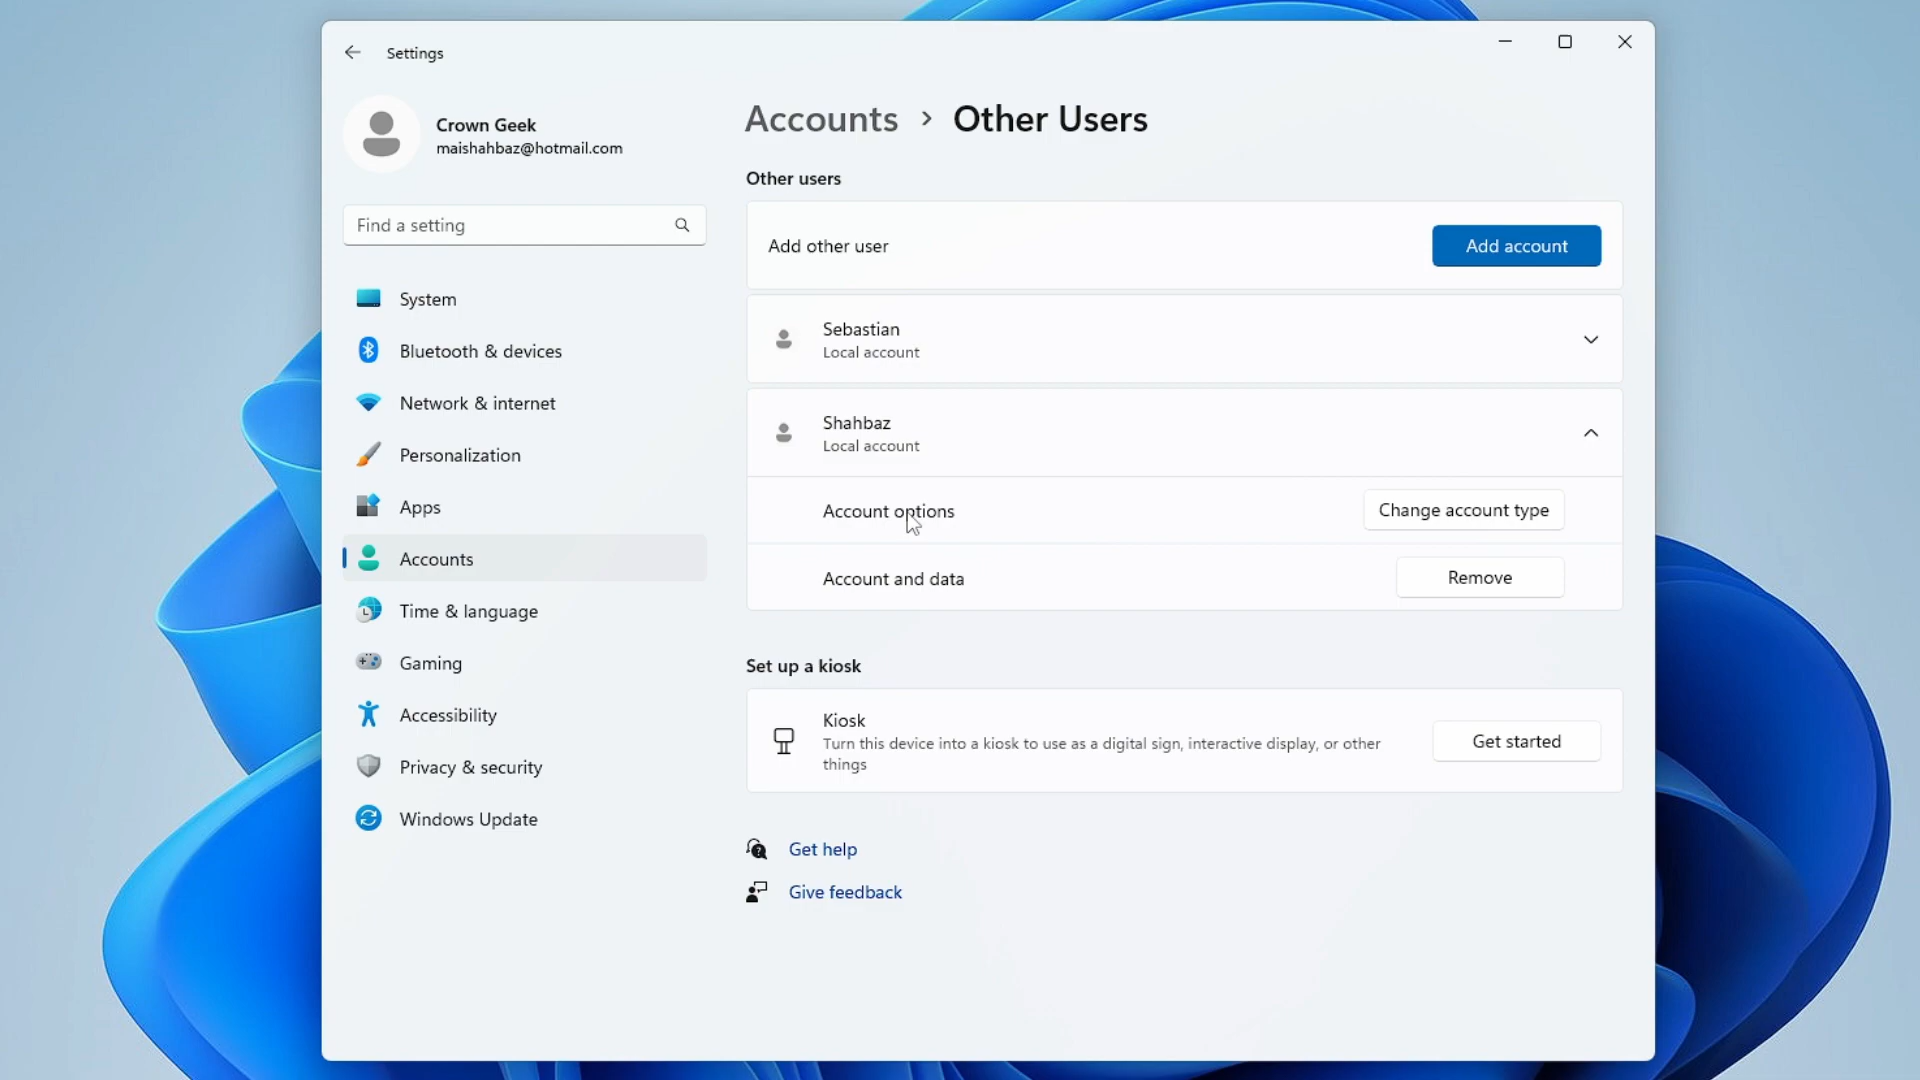 Settings
Crown Geek
maishahbaz@hotmail.com
Find a setting
System
Bluetooth & devices
Network & internet
Personalization
Apps
Accounts
Time & language
Gaming
Accessibility
Privacy & security
Windows Update
Accounts > Other Users
Other users
Add other user
Add account
Sebastian
Local account
Shahbaz
Local account
Account options
Change account type
Account and data
Remove
Set up a kiosk
Kiosk
Turn this device into a kiosk to use as a digital sign, interactive display, or other
things
Get started
Get help
Give feedback